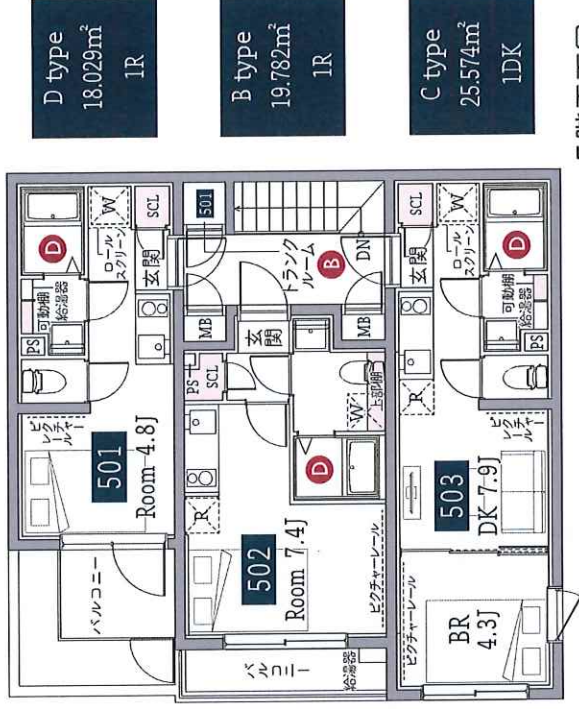 D type
18.029m²
1R
B type
19.782m²
1R
C type
25.574m²
1DK
バルコニー
501
Room 4.8J
ピクチャーレール
PS
可動棚
給湯器
D
ロールスクリーン
W
玄関
SCL
バルコニー
給湯器
502
Room 7.4J
ピクチャーレール
R
D
W
上部棚
PS
SCL
玄関
MB
MB
501
トランクルーム
B
DN
BR
4.3J
ピクチャーレール
503
DK 7.9J
ピクチャーレール
R
PS
可動棚
給湯器
D
ロールスクリーン
W
玄関
SCL